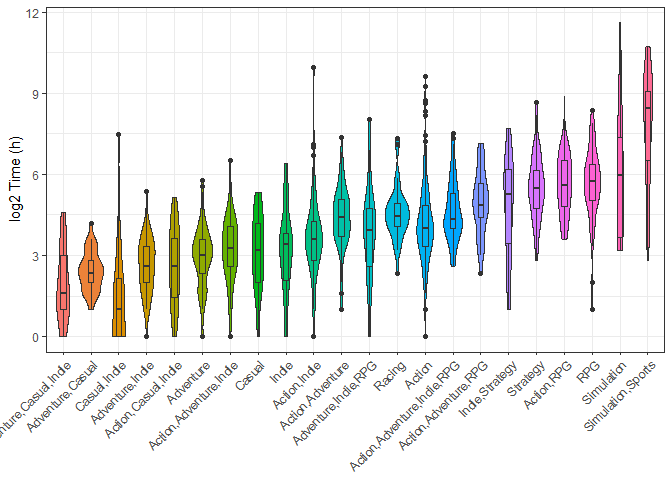 12
9
6
3
0
log2 Time (h)
nture,Casual,Indie
Adventure,Casual
Casual,Indie
Adventure,Indie
Action,Casual,Indie
Adventure
Action,Adventure,Indie
Casual
Indie
Action,Indie
Action,Adventure
Adventure,Indie,RPG
Racing
Action
Action,Adventure,Indie,RPG
Action,Adventure,RPG
Indie,Strategy
Strategy
Action,RPG
RPG
Simulation
Simulation,Sports